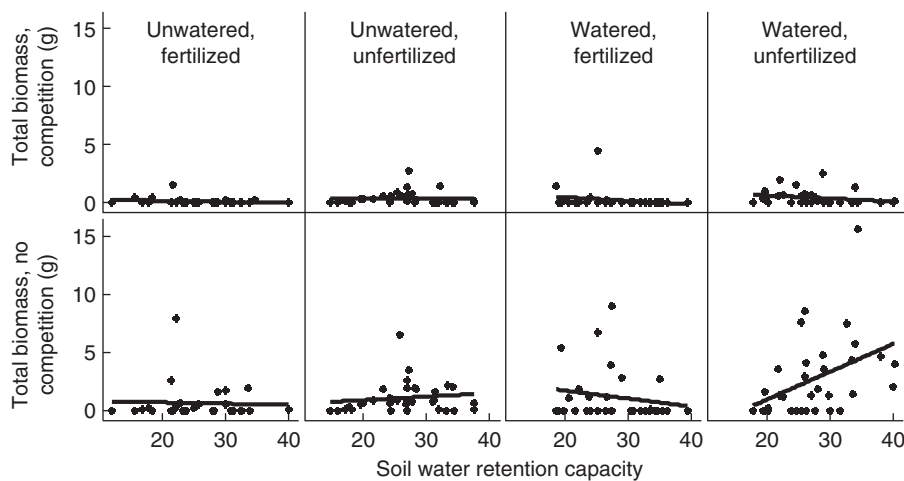 Total biomass,
competition (g)
15
10
5
0
Unwatered,
fertilized
Unwatered,
unfertilized
Watered,
fertilized
Watered,
unfertilized
Total biomass, no
competition (g)
15
10
5
0
20 30 40 20 30 40 20 30 40 20 30 40
Soil water retention capacity